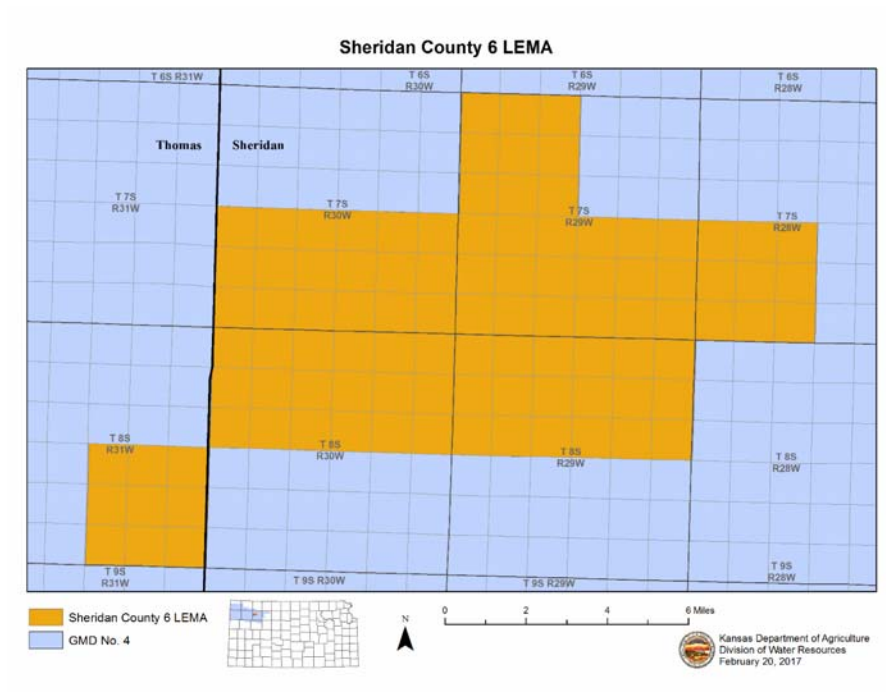 Sheridan County 6 LEMA
T 6S R31W
T 6S
R30W
T 6S
R29W
T 6S
R28W
Thomas
Sheridan
T 7S
R31W
T 7S
R30W
T 7S
R29W
T 7S
R28W
T 8S
R31W
T 8S
R30W
T 8S
R29W
T 8S
R28W
T 9S
R31W
T 9S R30W
T 9S R29W
T 9S
R28W
Sheridan County 6 LEMA
GMD No. 4
N
0 2 4 6 Miles
Kansas Department of Agriculture
Division of Water Resources
February 20, 2017